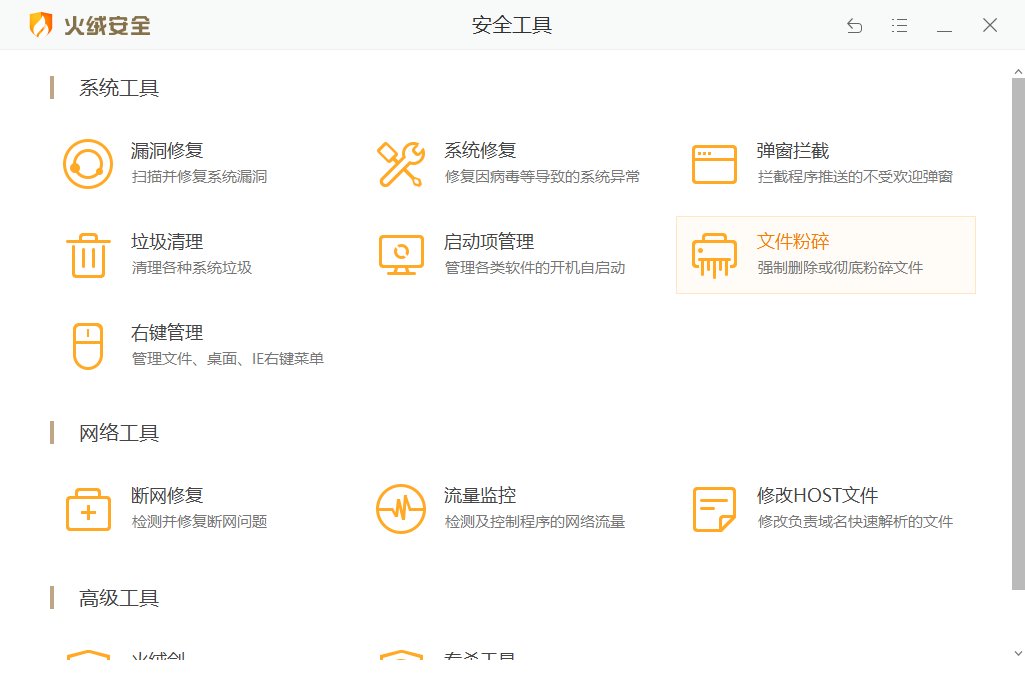 火绒安全
安全工具
系统工具
漏洞修复
扫描并修复系统漏洞
系统修复
修复因病毒等导致的系统异常
弹窗拦截
拦截程序推送的不受欢迎弹窗
垃圾清理
清理各种系统垃圾
启动项管理
管理各类软件的开机自启动
文件粉碎
强制删除或彻底粉碎文件
右键管理
管理文件、桌面、IE右键菜单
网络工具
断网修复
检测并修复断网问题
流量监控
检测及控制程序的网络流量
修改HOST文件
修改负责域名快速解析的文件
高级工具
火绒剑
专杀工具